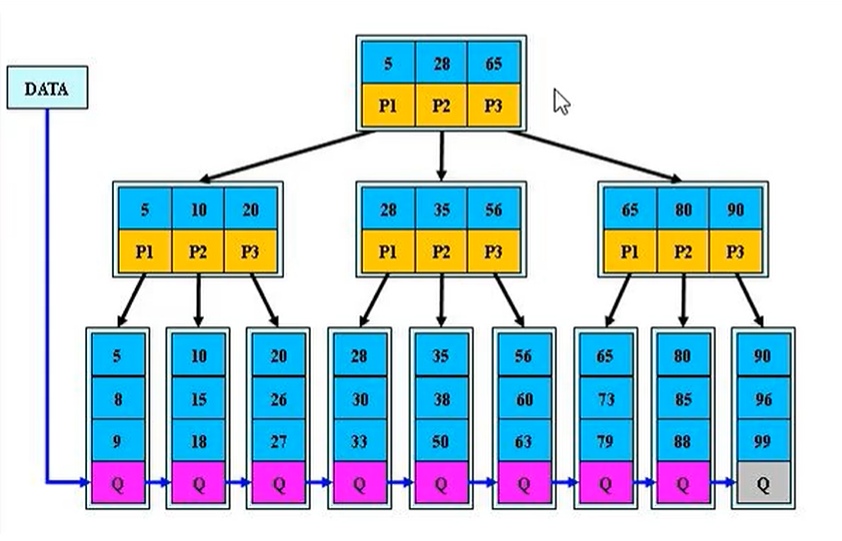 5 28 65
DATA
P1 P2 P3
5 10 20 28 35 56 65 80 90
P1 P2 P3 P1 P2 P3 P1 P2 P3
5 10 20 28 35 56 65 80 90
8 15 26 30 38 60 73 85 96
9 18 27 33 50 63 79 88 99
Q Q Q Q Q Q Q Q Q